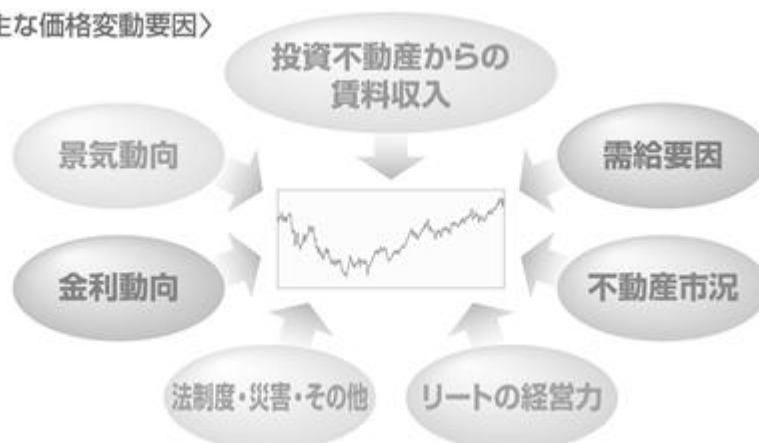 主な価格変動要因〉
投資不動産からの
賃料収入
景気動向
需給要因
金利動向
不動産市況
法制度・災害・その他
リートの経営力